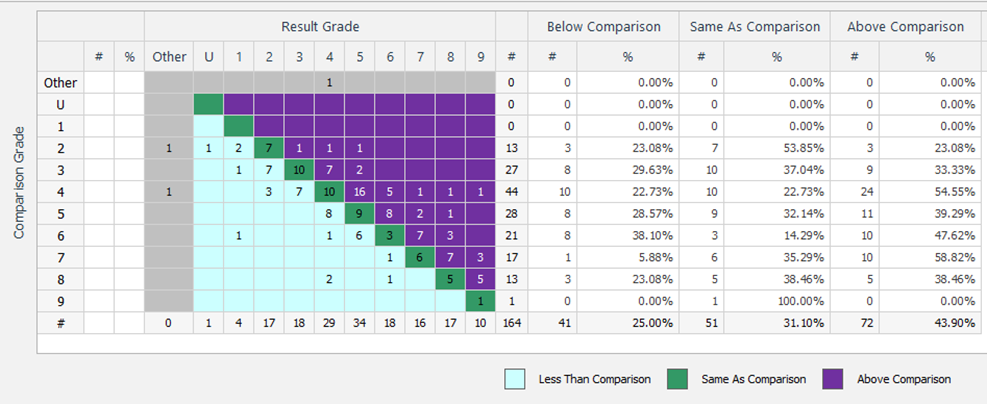 Result Grade Below Comparison Same As Comparison Above Comparison
# % Other U 1 2 3 4 5 6 7 8 9 # # % # % # %
Other 1 0 0 0.00% 0 0.00% 0 0.00%
U 0 0 0.00% 0 0.00% 0 0.00%
1 0 0 0.00% 0 0.00% 0 0.00%
2 1 1 2 7 1 1 1 13 3 23.08% 7 53.85% 3 23.08%
3 1 7 10 7 2 27 8 29.63% 10 37.04% 9 33.33%
4 1 3 7 10 16 5 1 1 1 44 10 22.73% 10 22.73% 24 54.55%
5 8 9 8 2 1 28 8 28.57% 9 32.14% 11 39.29%
6 1 1 6 3 7 3 21 8 38.10% 3 14.29% 10 47.62%
7 1 6 7 3 17 1 5.88% 6 35.29% 10 58.82%
8 2 1 5 5 13 3 23.08% 5 38.46% 5 38.46%
9 1 1 0 0.00% 1 100.00% 0 0.00%
# 0 1 4 17 18 29 34 18 16 17 10 164 41 25.00% 51 31.10% 72 43.90%
Comparison Grade
Less Than Comparison Same As Comparison Above Comparison